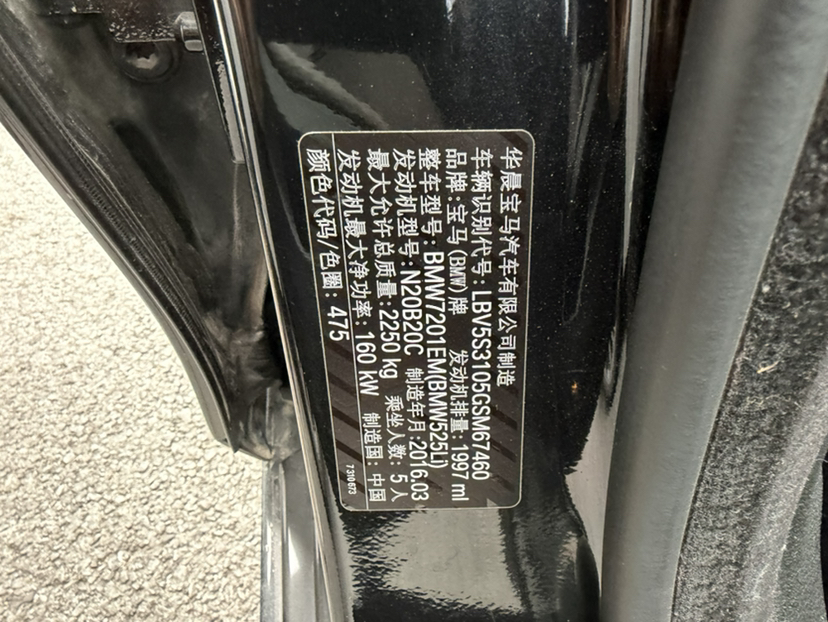 华晨宝马汽车有限公司制造
车辆识别代号:LBV5S3105GSM67460
品牌:宝马(BMW)牌 发动机排量:1997 ml
整车型号:BMW7201EM(BMW525Li)
发动机型号:N20B20C 制造年月:2016.03
最大允许总质量:2250 kg 乘坐人数:5人
发动机最大净功率:160 kW 制造国:中国
颜色代码/色圈:475
7 310 673